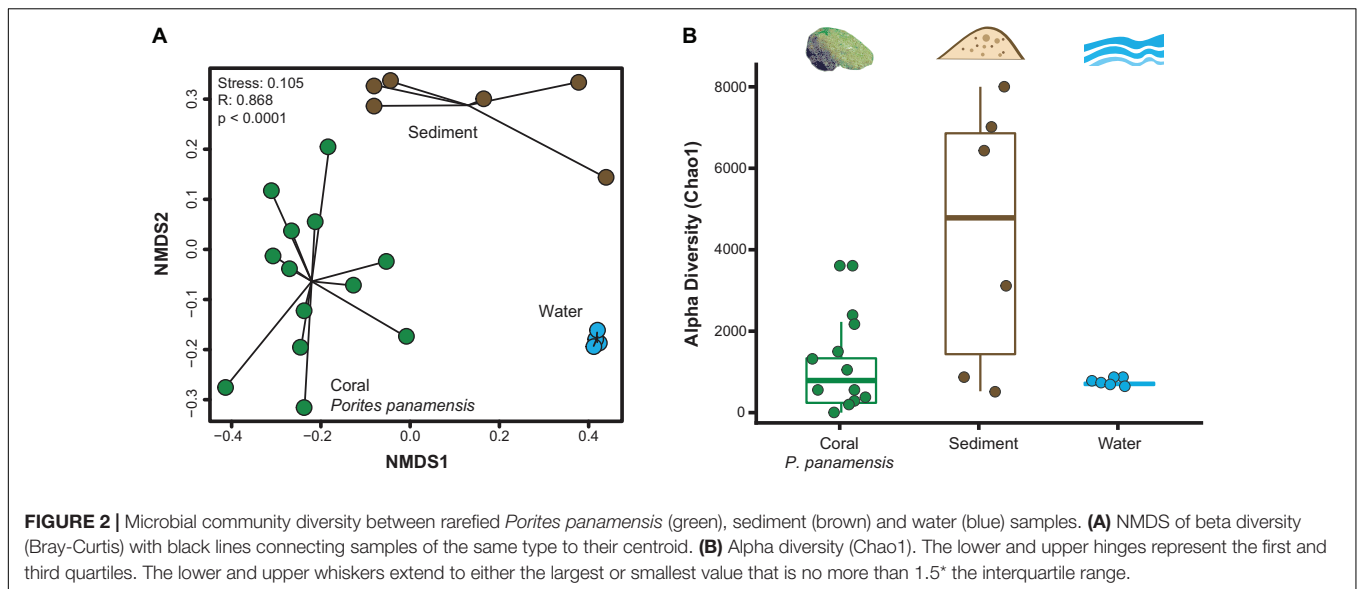 A
Stress: 0.105
R: 0.868
p < 0.0001
Sediment
Water
Coral
Porites panamensis
0.3
0.2
0.1
0.0
−0.1
−0.2
−0.3
NMDS2
−0.4
−0.2
0.0
0.2
0.4
NMDS1
B
8000
6000
4000
2000
0
Alpha Diversity (Chao1)
Coral
P. panamensis
Sediment
Water
FIGURE 2 | Microbial community diversity between rarefied Porites panamensis (green), sediment (brown) and water (blue) samples. (A) NMDS of beta diversity
(Bray-Curtis) with black lines connecting samples of the same type to their centroid. (B) Alpha diversity (Chao1). The lower and upper hinges represent the first and
third quartiles. The lower and upper whiskers extend to either the largest or smallest value that is no more than 1.5* the interquartile range.